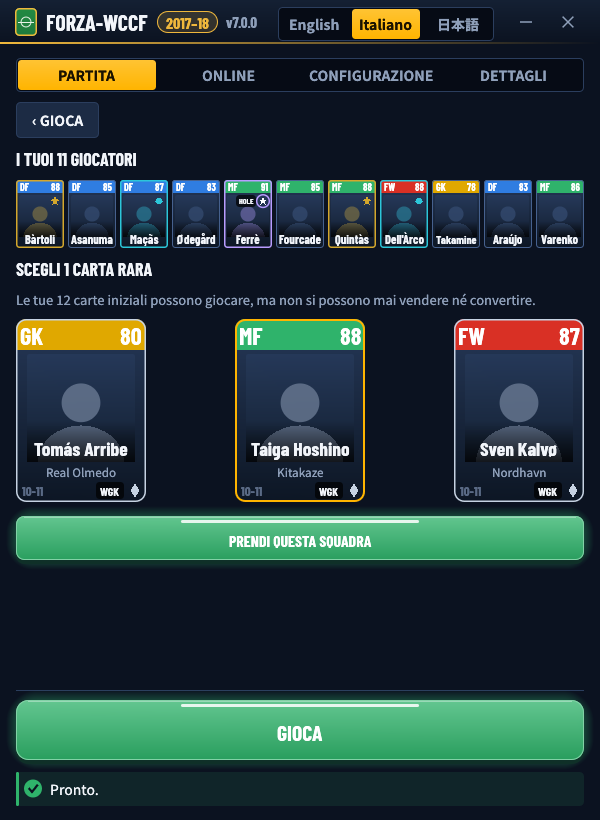 FORZA-WCCF 2017-18 v7.0.0 English Italiano 日本語
PARTITA ONLINE CONFIGURAZIONE DETTAGLI
‹ GIOCA
I TUOI 11 GIOCATORI
DF 88 DF 85 DF 87 DF 83 MF 91 MF 85 MF 88 FW 88 GK 78 DF 83 MF 86
HOLE
Bàrtoli Asanuma Maçàs Ødegård Ferrè Fourcade Quintàs Dell'Àrco Takamine Araújo Varenko
SCEGLI 1 CARTA RARA
Le tue 12 carte iniziali possono giocare, ma non si possono mai vendere né convertire.
GK 80 MF 88 FW 87
Tomás Arribe Taiga Hoshino Sven Kalvø
Real Olmedo Kitakaze Nordhavn
10-11 WGK 10-11 WGK 10-11 WGK
PRENDI QUESTA SQUADRA
GIOCA
Pronto.